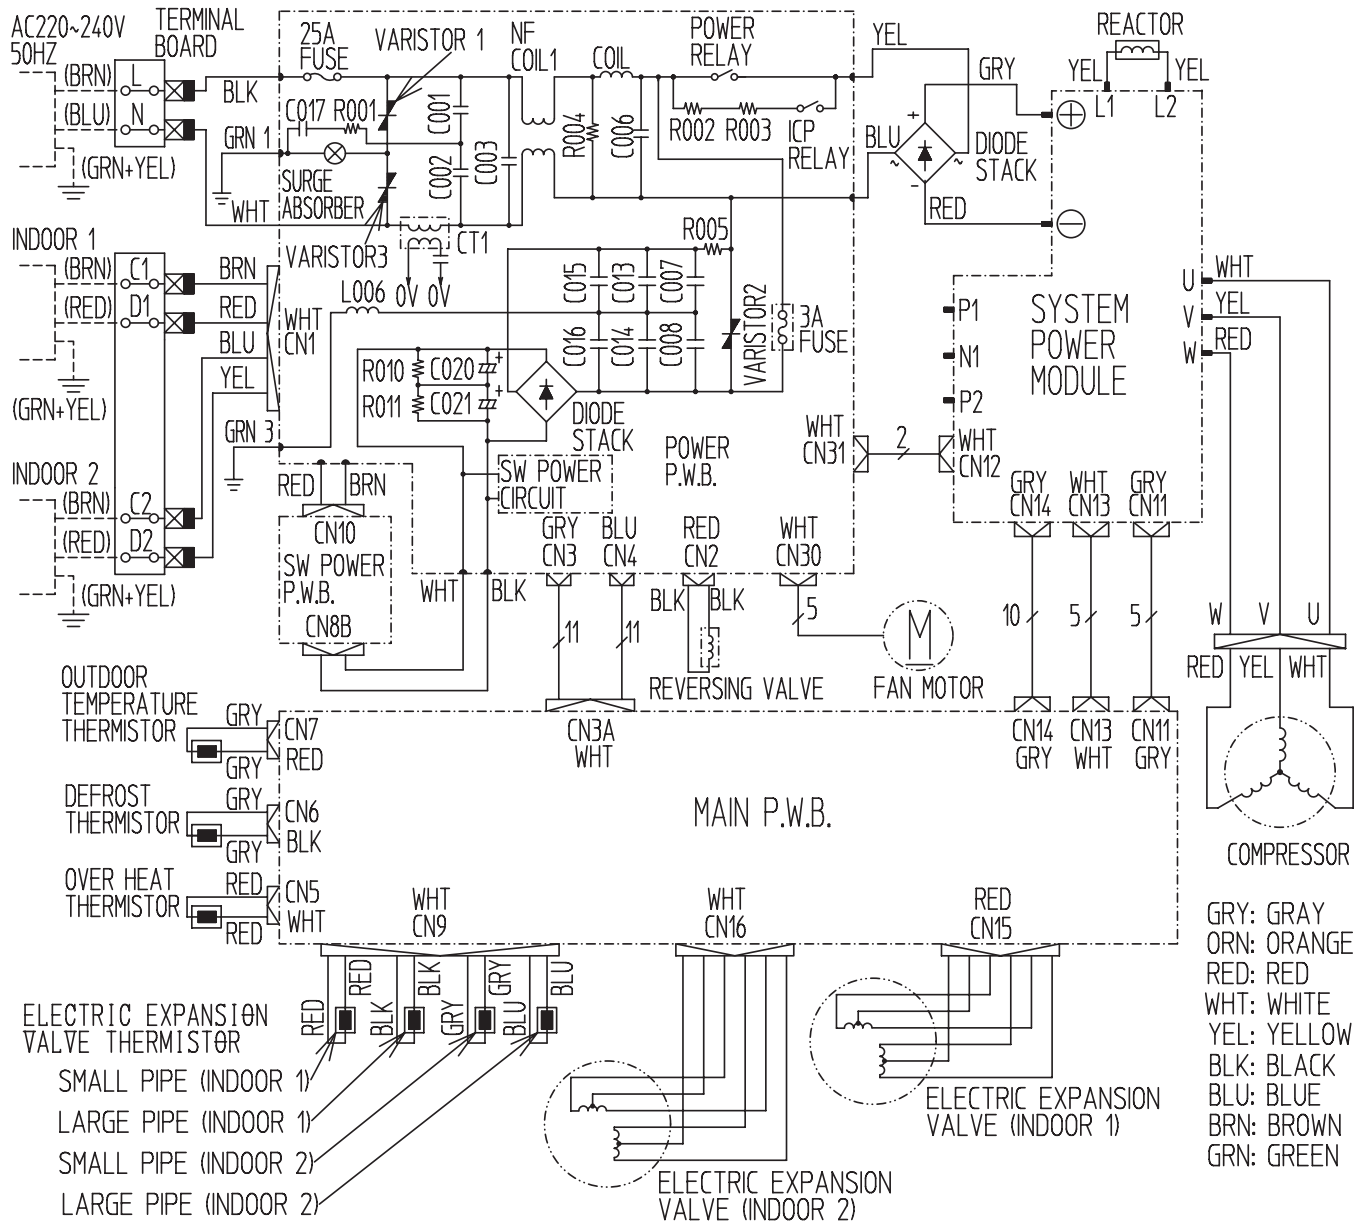 AC220~240V
50HZ
TERMINAL
BOARD
(BRN)
L
BLK
(BLU)
N
(GRN+YEL)
25A
FUSE
VARISTOR 1
NF
COIL1
COIL
POWER
RELAY
YEL
REACTOR
YEL
YEL
L1
L2
GRY
C017
R001
GRN 1
C001
C002
C003
R004
C006
R002
R003
ICP
RELAY
BLU
+
~
~
-
DIODE
STACK
RED
SURGE
ABSORBER
WHT
VARISTOR3
CT1
0V
0V
INDOOR 1
(BRN)
C1
BRN
(RED)
D1
RED
WHT
CN1
BLU
YEL
(GRN+YEL)
GRN 3
L006
R005
C015
C013
C007
C016
C014
C008
VARISTOR2
3A
FUSE
R010
C020
+
R011
C021
+
DIODE
STACK
SYSTEM
POWER
MODULE
P1
N1
P2
U
WHT
V
YEL
W
RED
INDOOR 2
(BRN)
C2
(RED)
D2
(GRN+YEL)
RED
BRN
CN10
SW POWER
P.W.B.
CN8B
SW POWER
CIRCUIT
POWER
P.W.B.
WHT
CN31
2
WHT
CN12
GRY
CN14
WHT
CN13
GRY
CN11
GRY
CN3
BLU
CN4
RED
CN2
WHT
CN30
WHT
BLK
11
11
BLK
BLK
REVERSING VALVE
5
M
FAN MOTOR
10
5
5
W
V
U
RED
YEL
WHT
COMPRESSOR
OUTDOOR
TEMPERATURE
THERMISTOR
GRY
GRY
CN7
RED
DEFROST
THERMISTOR
GRY
GRY
CN6
BLK
OVER HEAT
THERMISTOR
RED
RED
CN5
WHT
CN3A
WHT
CN14
GRY
CN13
WHT
CN11
GRY
MAIN P.W.B.
WHT
CN9
WHT
CN16
RED
CN15
RED
RED
BLK
BLK
GRY
GRY
BLU
BLU
ELECTRIC EXPANSION
VALVE THERMISTOR
SMALL PIPE (INDOOR 1)
LARGE PIPE (INDOOR 1)
SMALL PIPE (INDOOR 2)
LARGE PIPE (INDOOR 2)
ELECTRIC EXPANSION
VALVE (INDOOR 2)
ELECTRIC EXPANSION
VALVE (INDOOR 1)
GRY: GRAY
ORN: ORANGE
RED: RED
WHT: WHITE
YEL: YELLOW
BLK: BLACK
BLU: BLUE
BRN: BROWN
GRN: GREEN